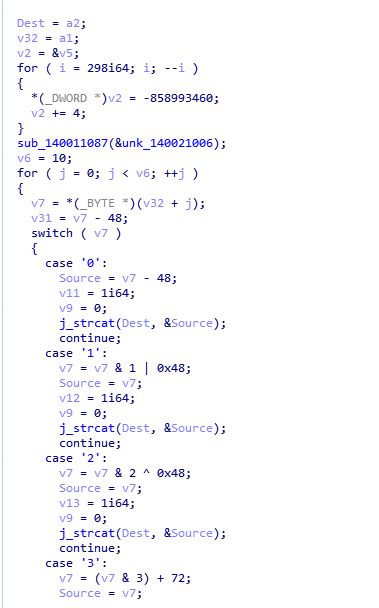 Dest = a2;
v32 = a1;
v2 = &v5;
for ( i = 298i64; i; --i )
{
*(_DWORD *)v2 = -858993460;
v2 += 4;
}
sub_140011087(&unk_140021006);
v6 = 10;
for ( j = 0; j < v6; ++j )
{
v7 = *(_BYTE *)(v32 + j);
v31 = v7 - 48;
switch ( v7 )
{
case '0':
Source = v7 - 48;
v11 = 1i64;
v9 = 0;
j_strcat(Dest, &Source);
continue;
case '1':
v7 = v7 & 1 | 0x48;
Source = v7;
v12 = 1i64;
v9 = 0;
j_strcat(Dest, &Source);
continue;
case '2':
v7 = v7 & 2 ^ 0x48;
Source = v7;
v13 = 1i64;
v9 = 0;
j_strcat(Dest, &Source);
continue;
case '3':
v7 = (v7 & 3) + 72;
Source = v7;